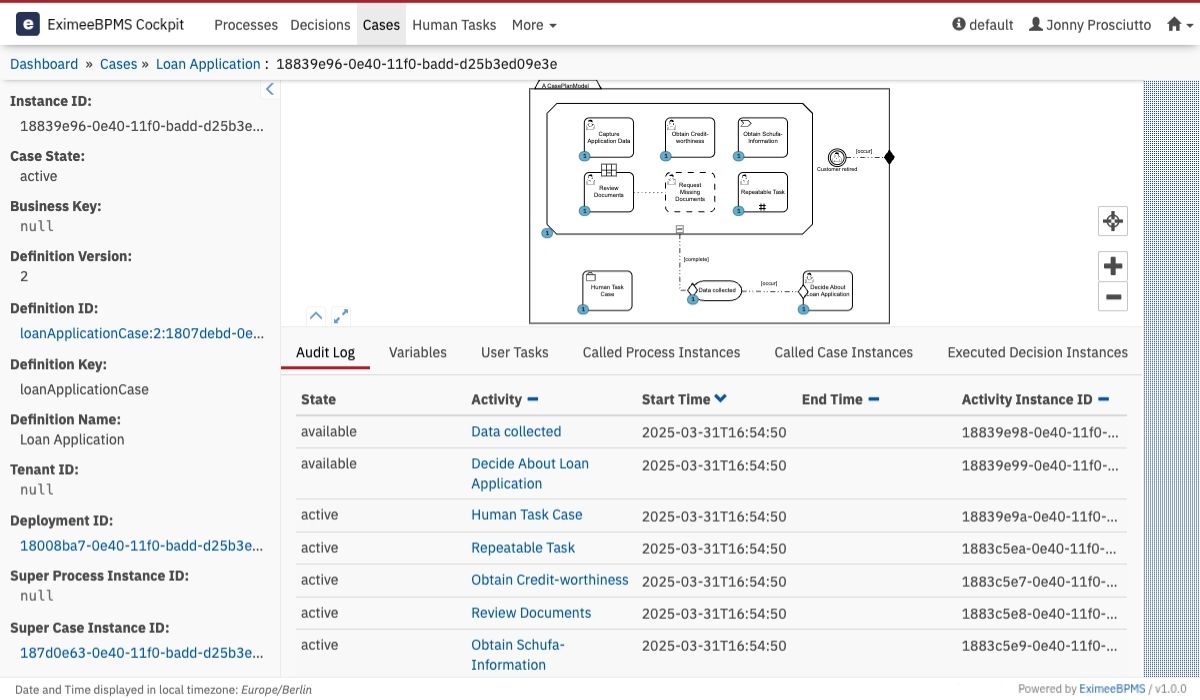 e EximeeBPMS Cockpit Processes Decisions Cases Human Tasks More default Jonny Prosciutto
Dashboard » Cases » Loan Application : 18839e96-0e40-11f0-badd-d25b3ed09e3e
Instance ID:
18839e96-0e40-11f0-badd-d25b3e...
Case State:
active
Business Key:
null
Definition Version:
2
Definition ID:
loanApplicationCase:2:1807debd-0e...
Definition Key:
loanApplicationCase
Definition Name:
Loan Application
Tenant ID:
null
Deployment ID:
18008ba7-0e40-11f0-badd-d25b3e...
Super Process Instance ID:
null
Super Case Instance ID:
187d0e63-0e40-11f0-badd-d25b3e...
A CasePlanModel
Capture
Application Data
1
Obtain Credit-
worthiness
1
Obtain Schufa-
Information
1
Review
Documents
1
Request
Missing
Documents
Repeatable Task
1
1
[occur]
Customer retired
[complete]
Human Task
Case
1
Data collected
1
[occur]
Decide About
Loan Application
1
Audit Log Variables User Tasks Called Process Instances Called Case Instances Executed Decision Instances
State Activity Start Time End Time Activity Instance ID
available Data collected 2025-03-31T16:54:50 18839e98-0e40-11f0-...
available Decide About Loan 2025-03-31T16:54:50 18839e99-0e40-11f0-...
Application
active Human Task Case 2025-03-31T16:54:50 18839e9a-0e40-11f0-...
active Repeatable Task 2025-03-31T16:54:50 1883c5ea-0e40-11f0-...
active Obtain Credit-worthiness 2025-03-31T16:54:50 1883c5e7-0e40-11f0-...
active Review Documents 2025-03-31T16:54:50 1883c5e8-0e40-11f0-...
active Obtain Schufa- 2025-03-31T16:54:50 1883c5e9-0e40-11f0-...
Information
Date and Time displayed in local timezone: Europe/Berlin Powered by EximeeBPMS / v1.0.0